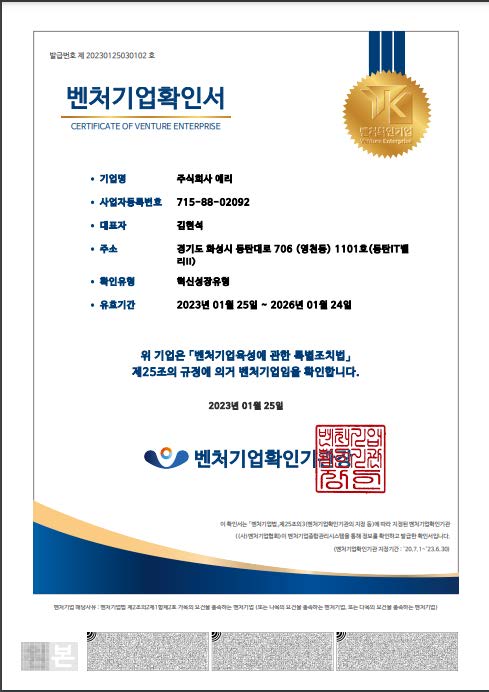 발급번호 제 20230125030102 호
벤처기업확인서
CERTIFICATE OF VENTURE ENTERPRISE
벤처확인기업
Venture Enterprise
• 기업명 주식회사 에리
• 사업자등록번호 715-88-02092
• 대표자 김현석
• 주소 경기도 화성시 동탄대로 706 (영천동) 1101호(동탄IT밸
리II)
• 확인유형 혁신성장유형
• 유효기간 2023년 01월 25일 ~ 2026년 01월 24일
위 기업은 「벤처기업육성에 관한 특별조치법」
제25조의 규정에 의거 벤처기업임을 확인합니다.
2023년 01월 25일
벤처기업확인기관장
이 확인서는 「벤처기업법」제25조의3(벤처기업확인기관의 지정 등)에 따라 지정된 벤처기업확인기관
((사)벤처기업협회)이 벤처기업종합관리시스템을 통해 정보를 확인하고 발급한 확인서입니다.
(벤처기업확인기관 지정기간 : '20.7.1~'23.6.30)
벤처기업 해당사유 : 벤처기업법 제2조의2제1항제2호 가목의 요건을 충족하는 벤처기업 (또는 나목의 요건을 충족하는 벤처기업, 또는 다목의 요건을 충족하는 벤처기업)
본